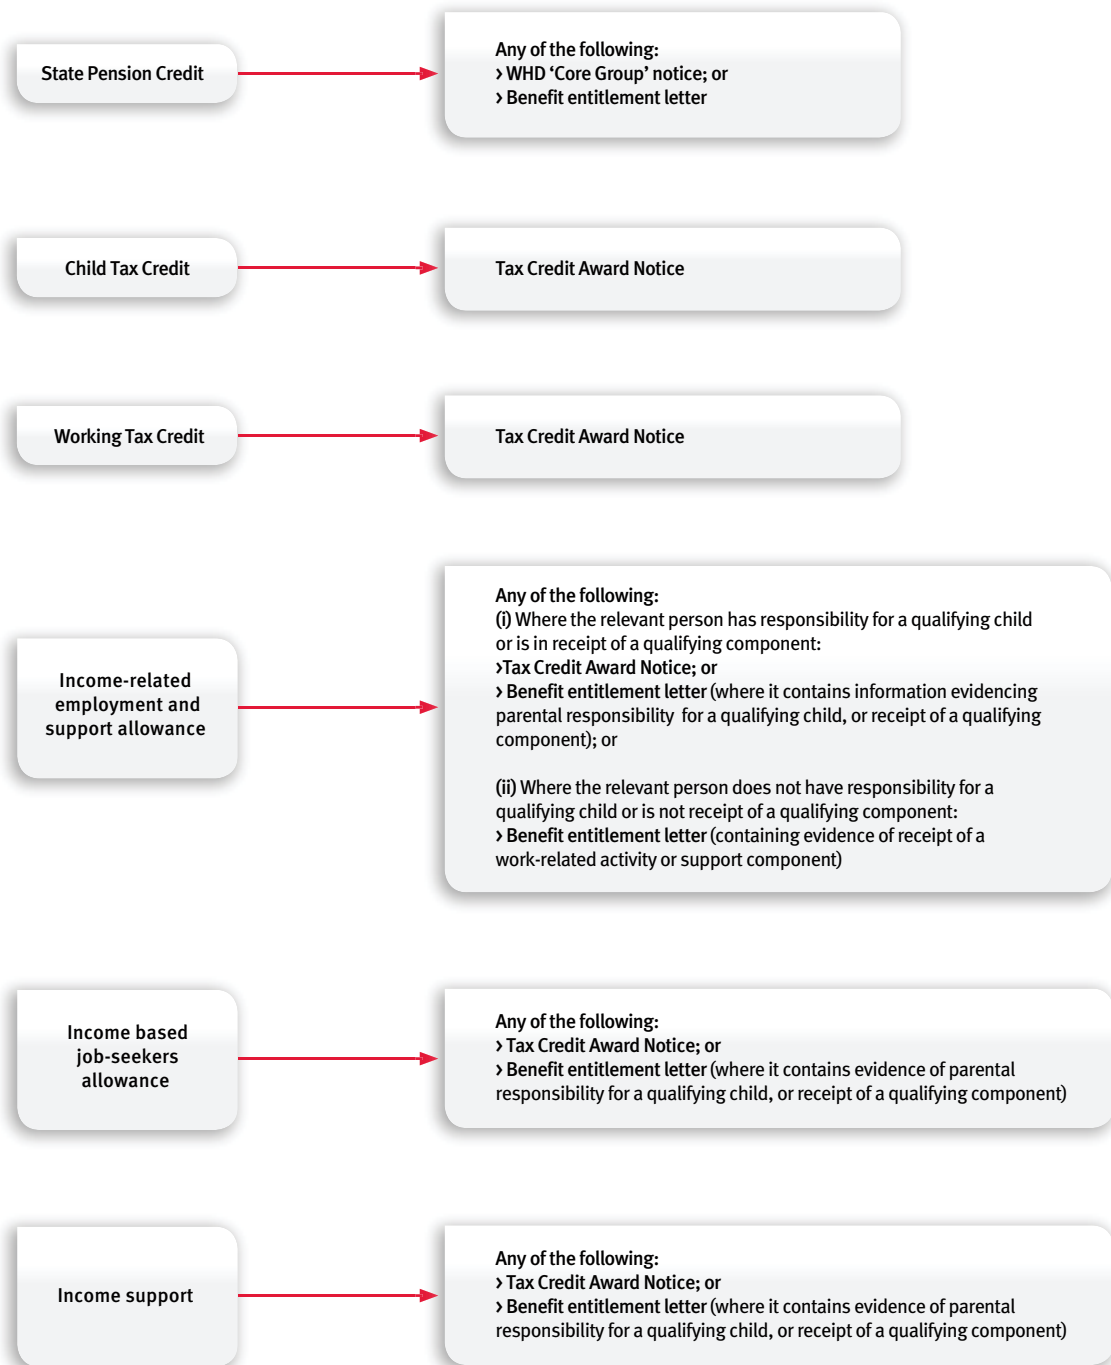 State Pension Credit
Any of the following:
› WHD ‘Core Group’ notice; or
› Benefit entitlement letter
Child Tax Credit
Tax Credit Award Notice
Working Tax Credit
Tax Credit Award Notice
Income-related
employment and
support allowance
Any of the following:
(i) Where the relevant person has responsibility for a qualifying child
or is in receipt of a qualifying component:
›Tax Credit Award Notice; or
› Benefit entitlement letter (where it contains information evidencing
parental responsibility for a qualifying child, or receipt of a qualifying
component); or
(ii) Where the relevant person does not have responsibility for a
qualifying child or is not receipt of a qualifying component:
› Benefit entitlement letter (containing evidence of receipt of a
work-related activity or support component)
Income based
job-seekers
allowance
Any of the following:
› Tax Credit Award Notice; or
› Benefit entitlement letter (where it contains evidence of parental
responsibility for a qualifying child, or receipt of a qualifying component)
Income support
Any of the following:
› Tax Credit Award Notice; or
› Benefit entitlement letter (where it contains evidence of parental
responsibility for a qualifying child, or receipt of a qualifying component)